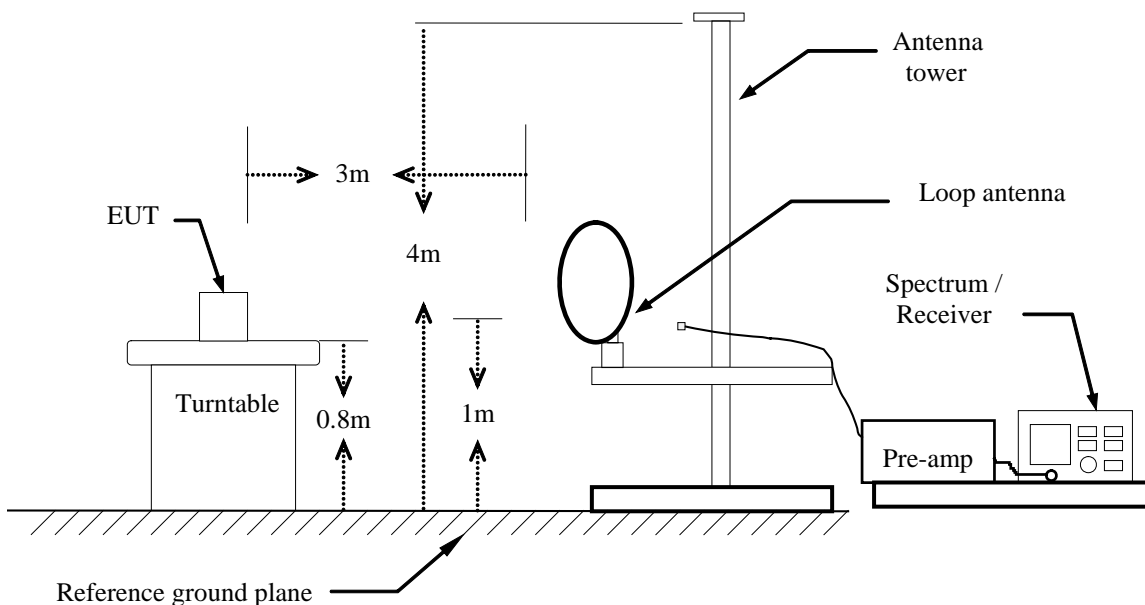 Antenna
tower
3m
Loop antenna
EUT
4m
Spectrum /
Receiver
Turntable
0.8m
1m
Pre-amp
Reference ground plane